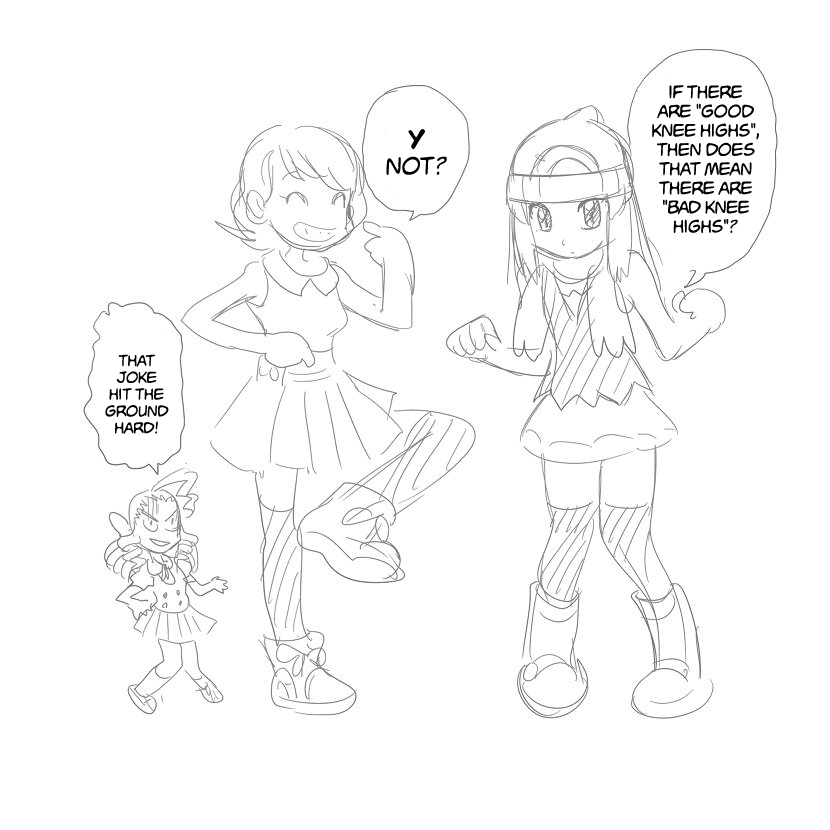 IF THERE
ARE "GOOD
KNEE HIGHS",
THEN DOES
THAT MEAN
THERE ARE
"BAD KNEE
HIGHS"?
Y
NOT?
THAT
JOKE
HIT THE
GROUND
HARD!